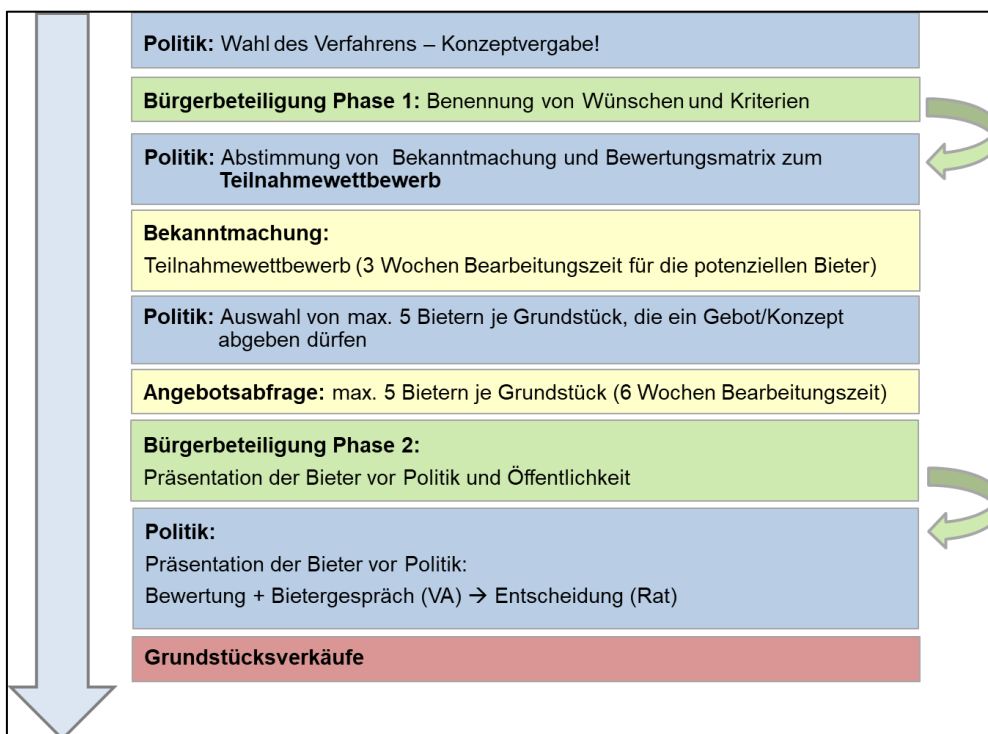 Politik: Wahl des Verfahrens – Konzeptvergabe!
Bürgerbeteiligung Phase 1: Benennung von Wünschen und Kriterien
Politik: Abstimmung von Bekanntmachung und Bewertungsmatrix zum
Teilnahmewettbewerb
Bekanntmachung:
Teilnahmewettbewerb (3 Wochen Bearbeitungszeit für die potenziellen Bieter)
Politik: Auswahl von max. 5 Bietern je Grundstück, die ein Gebot/Konzept
abgeben dürfen
Angebotsabfrage: max. 5 Bietern je Grundstück (6 Wochen Bearbeitungszeit)
Bürgerbeteiligung Phase 2:
Präsentation der Bieter vor Politik und Öffentlichkeit
Politik:
Präsentation der Bieter vor Politik:
Bewertung + Bietergespräch (VA) → Entscheidung (Rat)
Grundstücksverkäufe